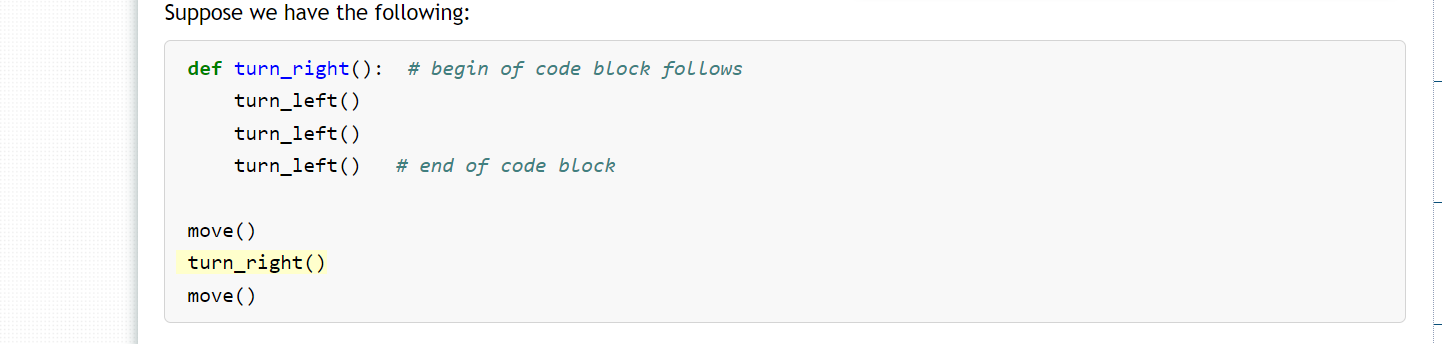 Suppose we have the following:
def turn_right():  # begin of code block follows
    turn_left()
    turn_left()
    turn_left()   # end of code block
move()
turn_right()
move()